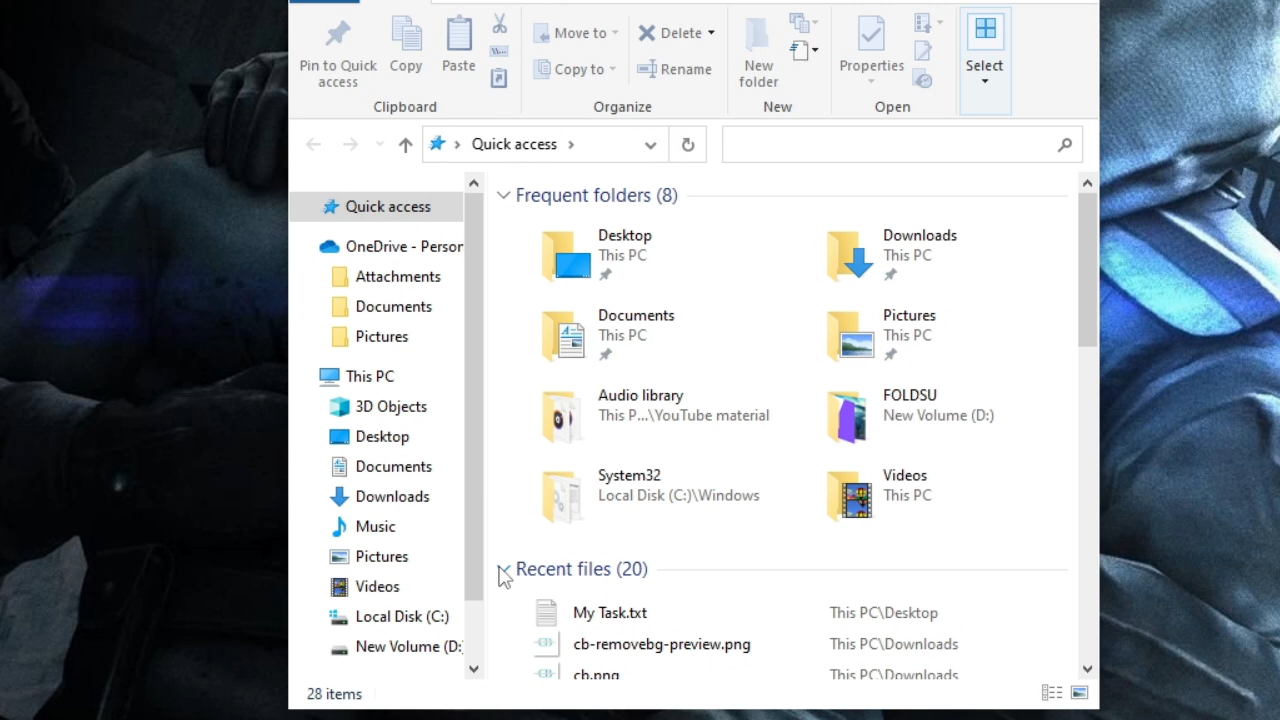 Pin to Quick
access
Copy
Paste
Move to
Copy to
Delete
Rename
New
folder
Properties
Select
Clipboard
Organize
New
Open
Quick access
Quick access
OneDrive - Person
Attachments
Documents
Pictures
This PC
3D Objects
Desktop
Documents
Downloads
Music
Pictures
Videos
Local Disk (C:)
New Volume (D:
Frequent folders (8)
Desktop
This PC
Downloads
This PC
Documents
This PC
Pictures
This PC
Audio library
This P...\YouTube material
FOLDSU
New Volume (D:)
System32
Local Disk (C:)\Windows
Videos
This PC
Recent files (20)
My Task.txt This PC\Desktop
cb-removebg-preview.png This PC\Downloads
cb.png This PC\Downloads
28 items